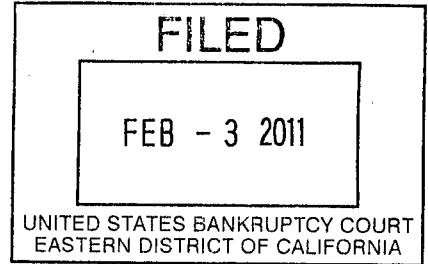 FILED
FEB - 3 2011
UNITED STATES BANKRUPTCY COURT
EASTERN DISTRICT OF CALIFORNIA